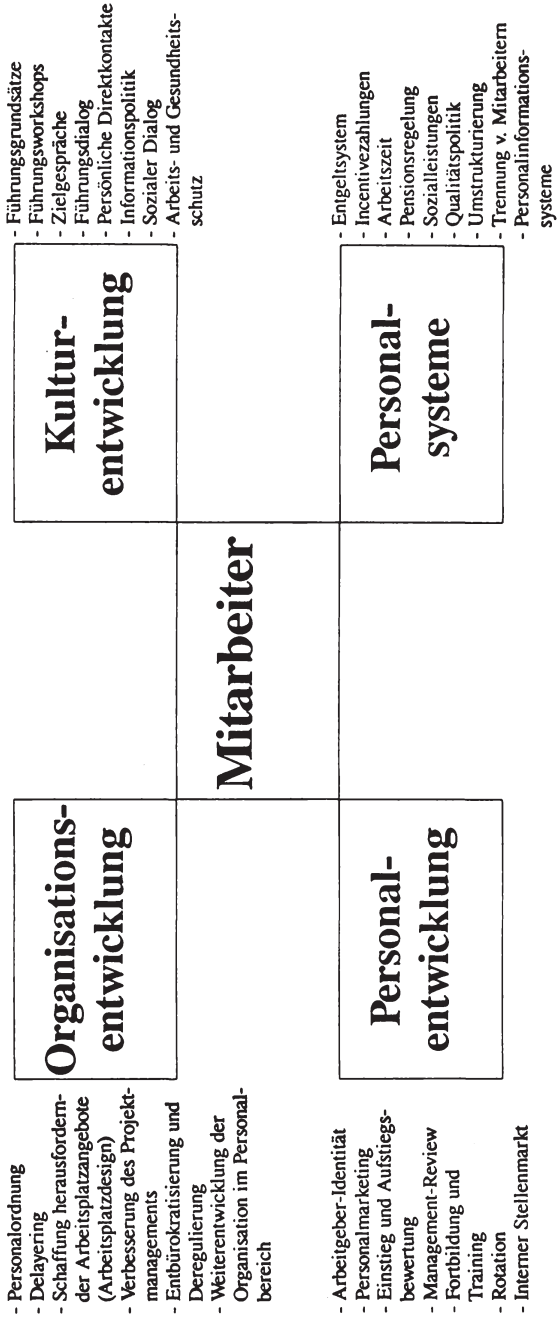 - Personalordnung
- Delayering
- Schaffung herausfordern-
der Arbeitsplatzangebote
(Arbeitsplatzdesign)
- Verbesserung des Projekt-
managements
- Entbürokratisierung und
Deregulierung
- Weiterentwicklung der
Organisation im Personal-
bereich
Organisations-
entwicklung
Kultur-
entwicklung
- Führungsgrundsätze
- Führungsworkshops
- Zielgespräche
- Führungsdialog
- Persönliche Direktkontakte
- Informationspolitik
- Sozialer Dialog
- Arbeits- und Gesundheits-
schutz
Mitarbeiter
- Arbeitgeber-Identität
- Personalmarketing
- Einstieg und Aufstiegs-
bewertung
- Management-Review
- Fortbildung und
Training
- Rotation
- Interner Stellenmarkt
Personal-
entwicklung
Personal-
systeme
- Entgeltsystem
- Incentivezahlungen
- Arbeitszeit
- Pensionsregelung
- Sozialleistungen
- Qualitätspolitik
- Umstrukturierung
- Trennung v. Mitarbeitern
- Personalinformations-
systeme